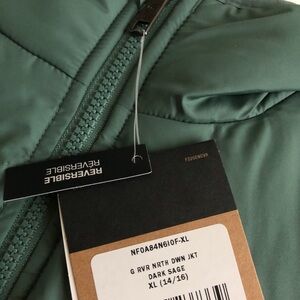 REVERSIBLE
REVERSIBLE
NF0A84N6I0F-XL
G RVR NRTH DWN JKT
DARK SAGE
XL (14/16)